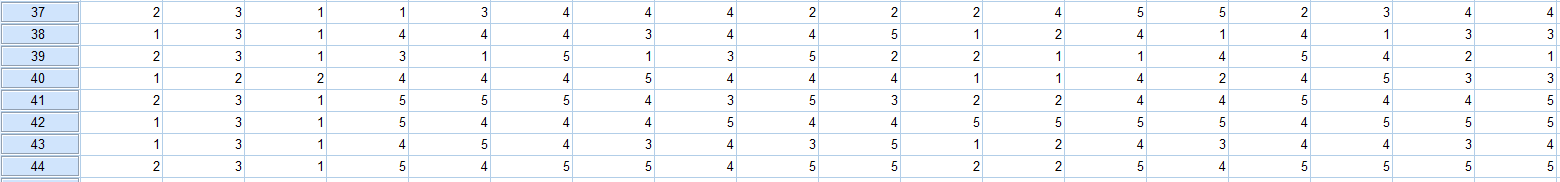 37 2 3 1 1 3 4 4 4 2 2 2 4 5 5 2 3 4 4
38 1 3 1 4 4 4 3 4 4 5 1 2 4 1 4 1 3 3
39 2 3 1 3 1 5 1 3 5 2 2 1 1 4 5 4 2 1
40 1 2 2 4 4 4 5 4 4 4 1 1 4 2 4 5 3 3
41 2 3 1 5 5 5 4 3 5 3 2 2 4 4 5 4 4 5
42 1 3 1 5 4 4 4 5 4 4 5 5 5 5 4 5 5 5
43 1 3 1 4 5 4 3 4 3 5 1 2 4 3 4 4 3 4
44 2 3 1 5 4 5 5 4 5 5 2 2 5 4 5 5 5 5